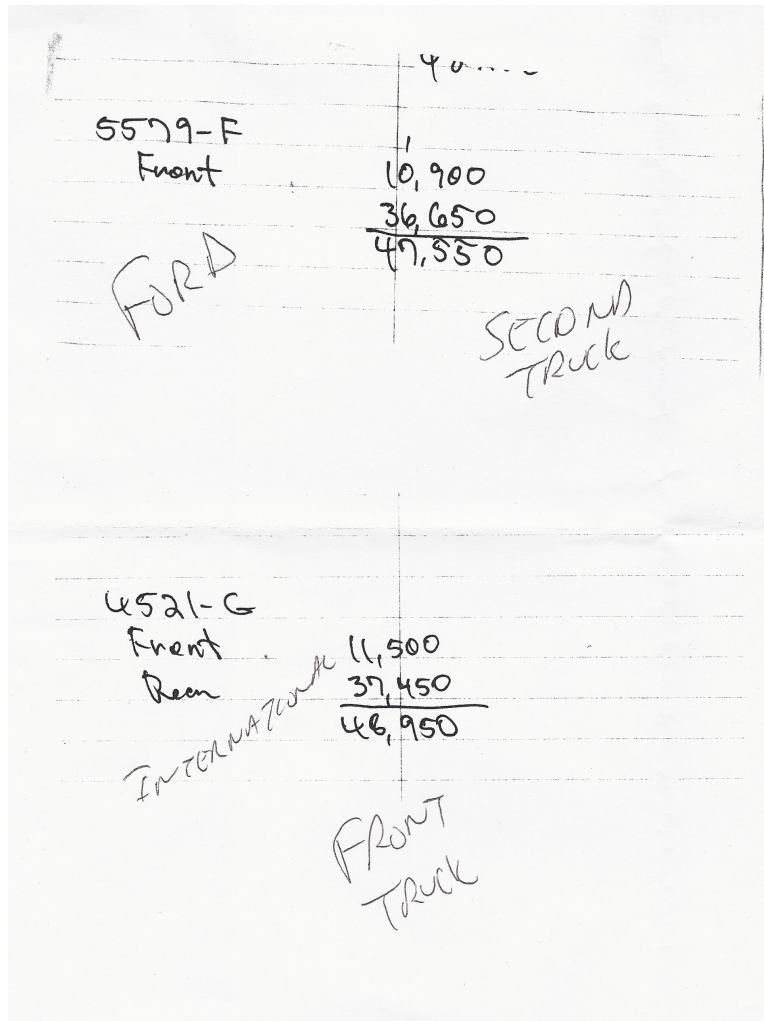 5579-F
Front
1
10,900
36,650
47,550
FORD
SECOND
TRUCK
4521-G
Front 11,500
Rear 37,450
48,950
INTERNATIONAL
FRONT
TRUCK